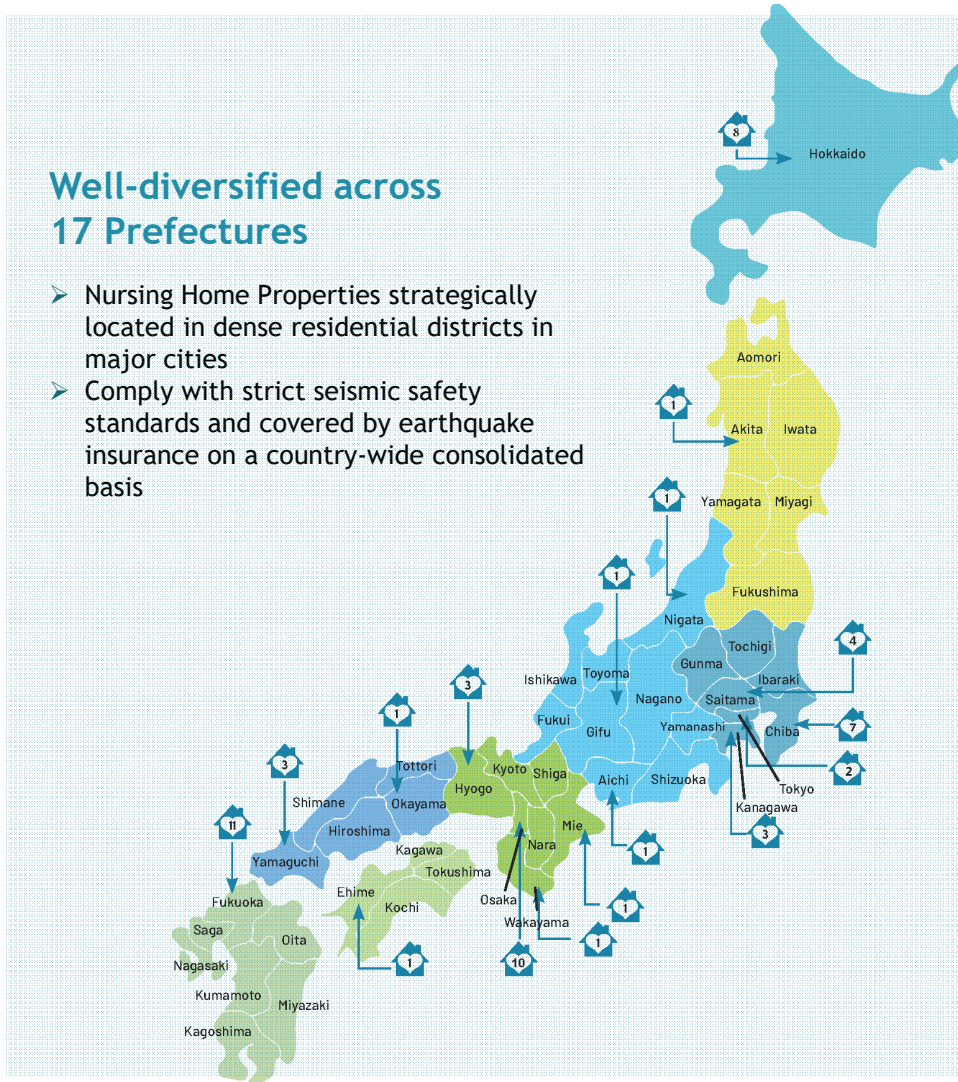 8
Hokkaido
Well-diversified across
17 Prefectures
➢ Nursing Home Properties strategically
located in dense residential districts in
major cities
➢ Comply with strict seismic safety
standards and covered by earthquake
insurance on a country-wide consolidated
basis
Aomori
1
Akita
Iwata
1
Yamagata
Miyagi
1
Fukushima
Nigata
Tochigi
4
Gunma
Ishikawa
Toyoma
3
Ibaraki
Nagano
Saitama
1
Fukui
Gifu
Yamanashi
Chiba
7
3
Tottori
Kyoto
Shiga
2
Hyogo
Aichi
Shizuoka
Tokyo
Shimane
Okayama
Kanagawa
11
Hiroshima
Mie
3
Nara
1
Kagawa
Yamaguchi
Tokushima
Ehime
Osaka
Fukuoka
Kochi
1
Wakayama
Saga
Oita
1
Nagasaki
1
10
Kumamoto
Miyazaki
Kagoshima